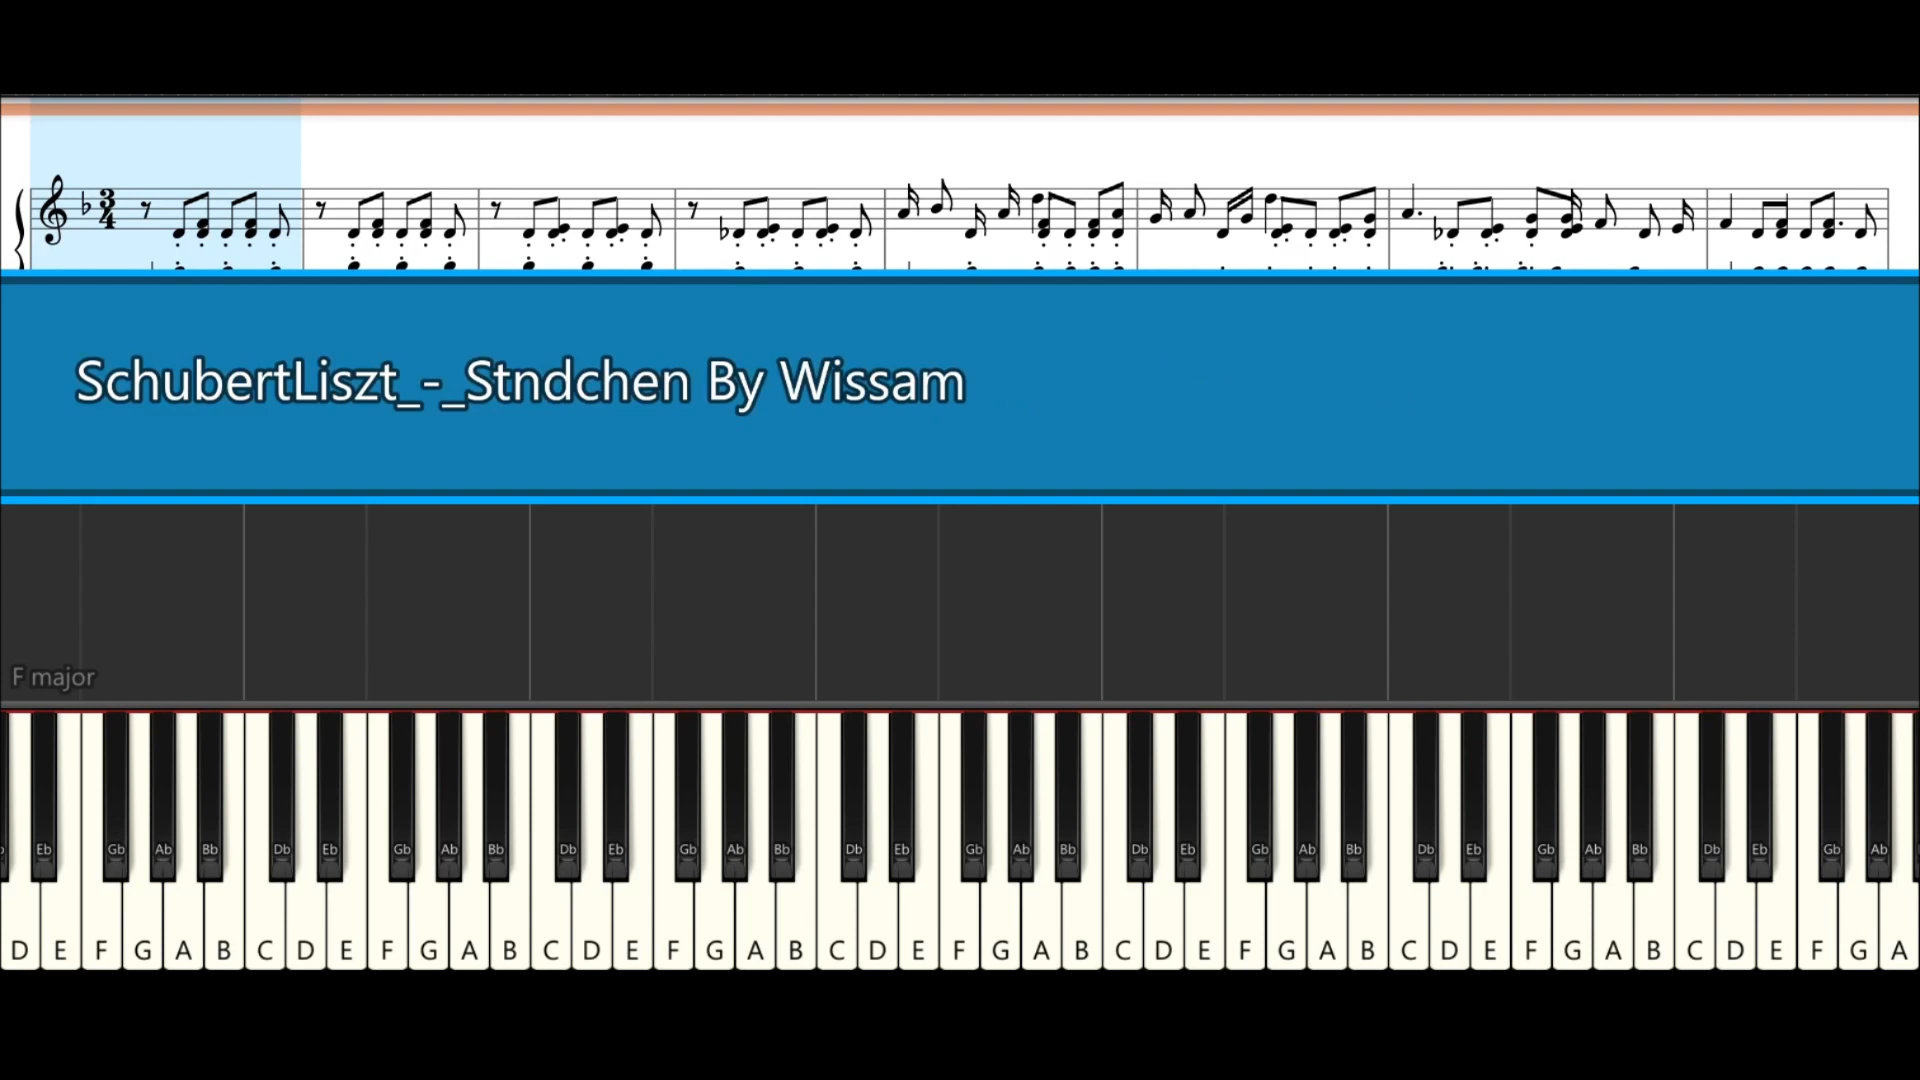 3
4
SchubertLiszt_-_Stndchen By Wissam
F major
Eb Gb Ab Bb Db Eb Gb Ab Bb Db Eb Gb Ab Bb Db Eb Gb Ab Bb Db Eb Gb Ab Bb Db Eb Gb Ab Bb Db Eb Gb Ab
D E F G A B C D E F G A B C D E F G A B C D E F G A B C D E F G A B C D E F G A B C D E F G A